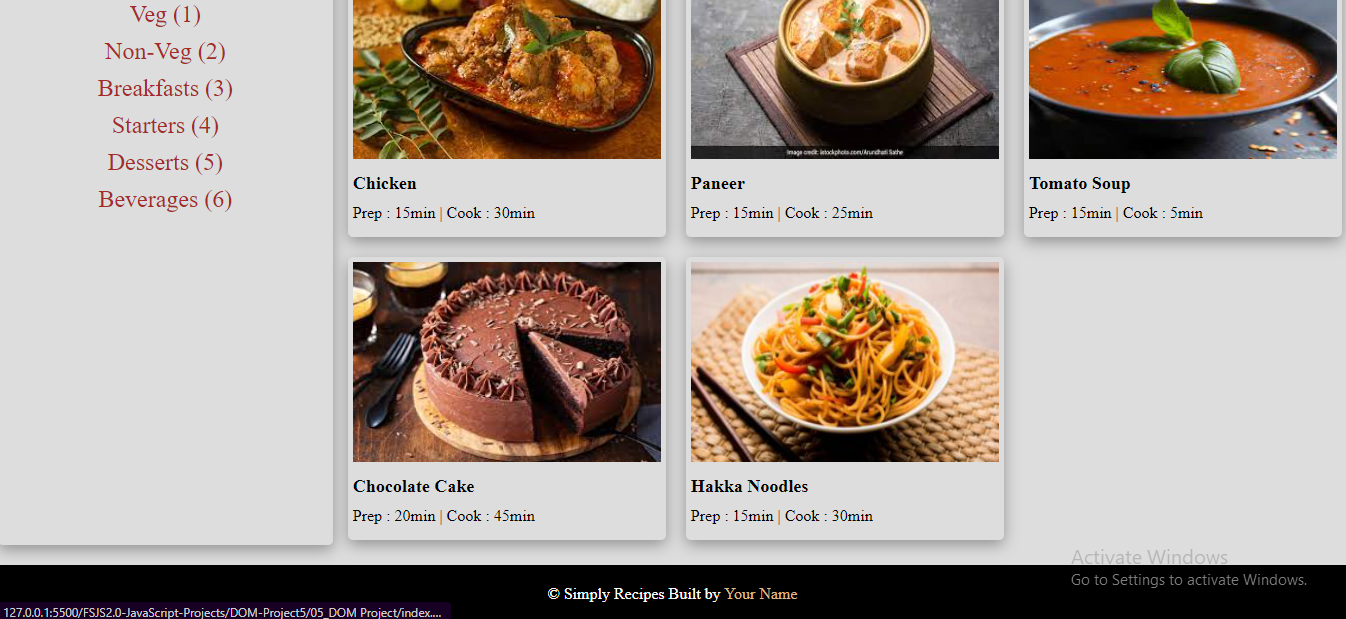 Veg (1)
Non-Veg (2)
Breakfasts (3)
Starters (4)
Desserts (5)
Beverages (6)
Image credit: istockphoto.com/Arundhati Sathe
Chicken
Prep : 15min | Cook : 30min
Paneer
Prep : 15min | Cook : 25min
Tomato Soup
Prep : 15min | Cook : 5min
Chocolate Cake
Prep : 20min | Cook : 45min
Hakka Noodles
Prep : 15min | Cook : 30min
Activate Windows
Go to Settings to activate Windows.
© Simply Recipes Built by Your Name
127.0.0.1:5500/FSJS2.0-JavaScript-Projects/DOM-Project5/05_DOM Project/index....